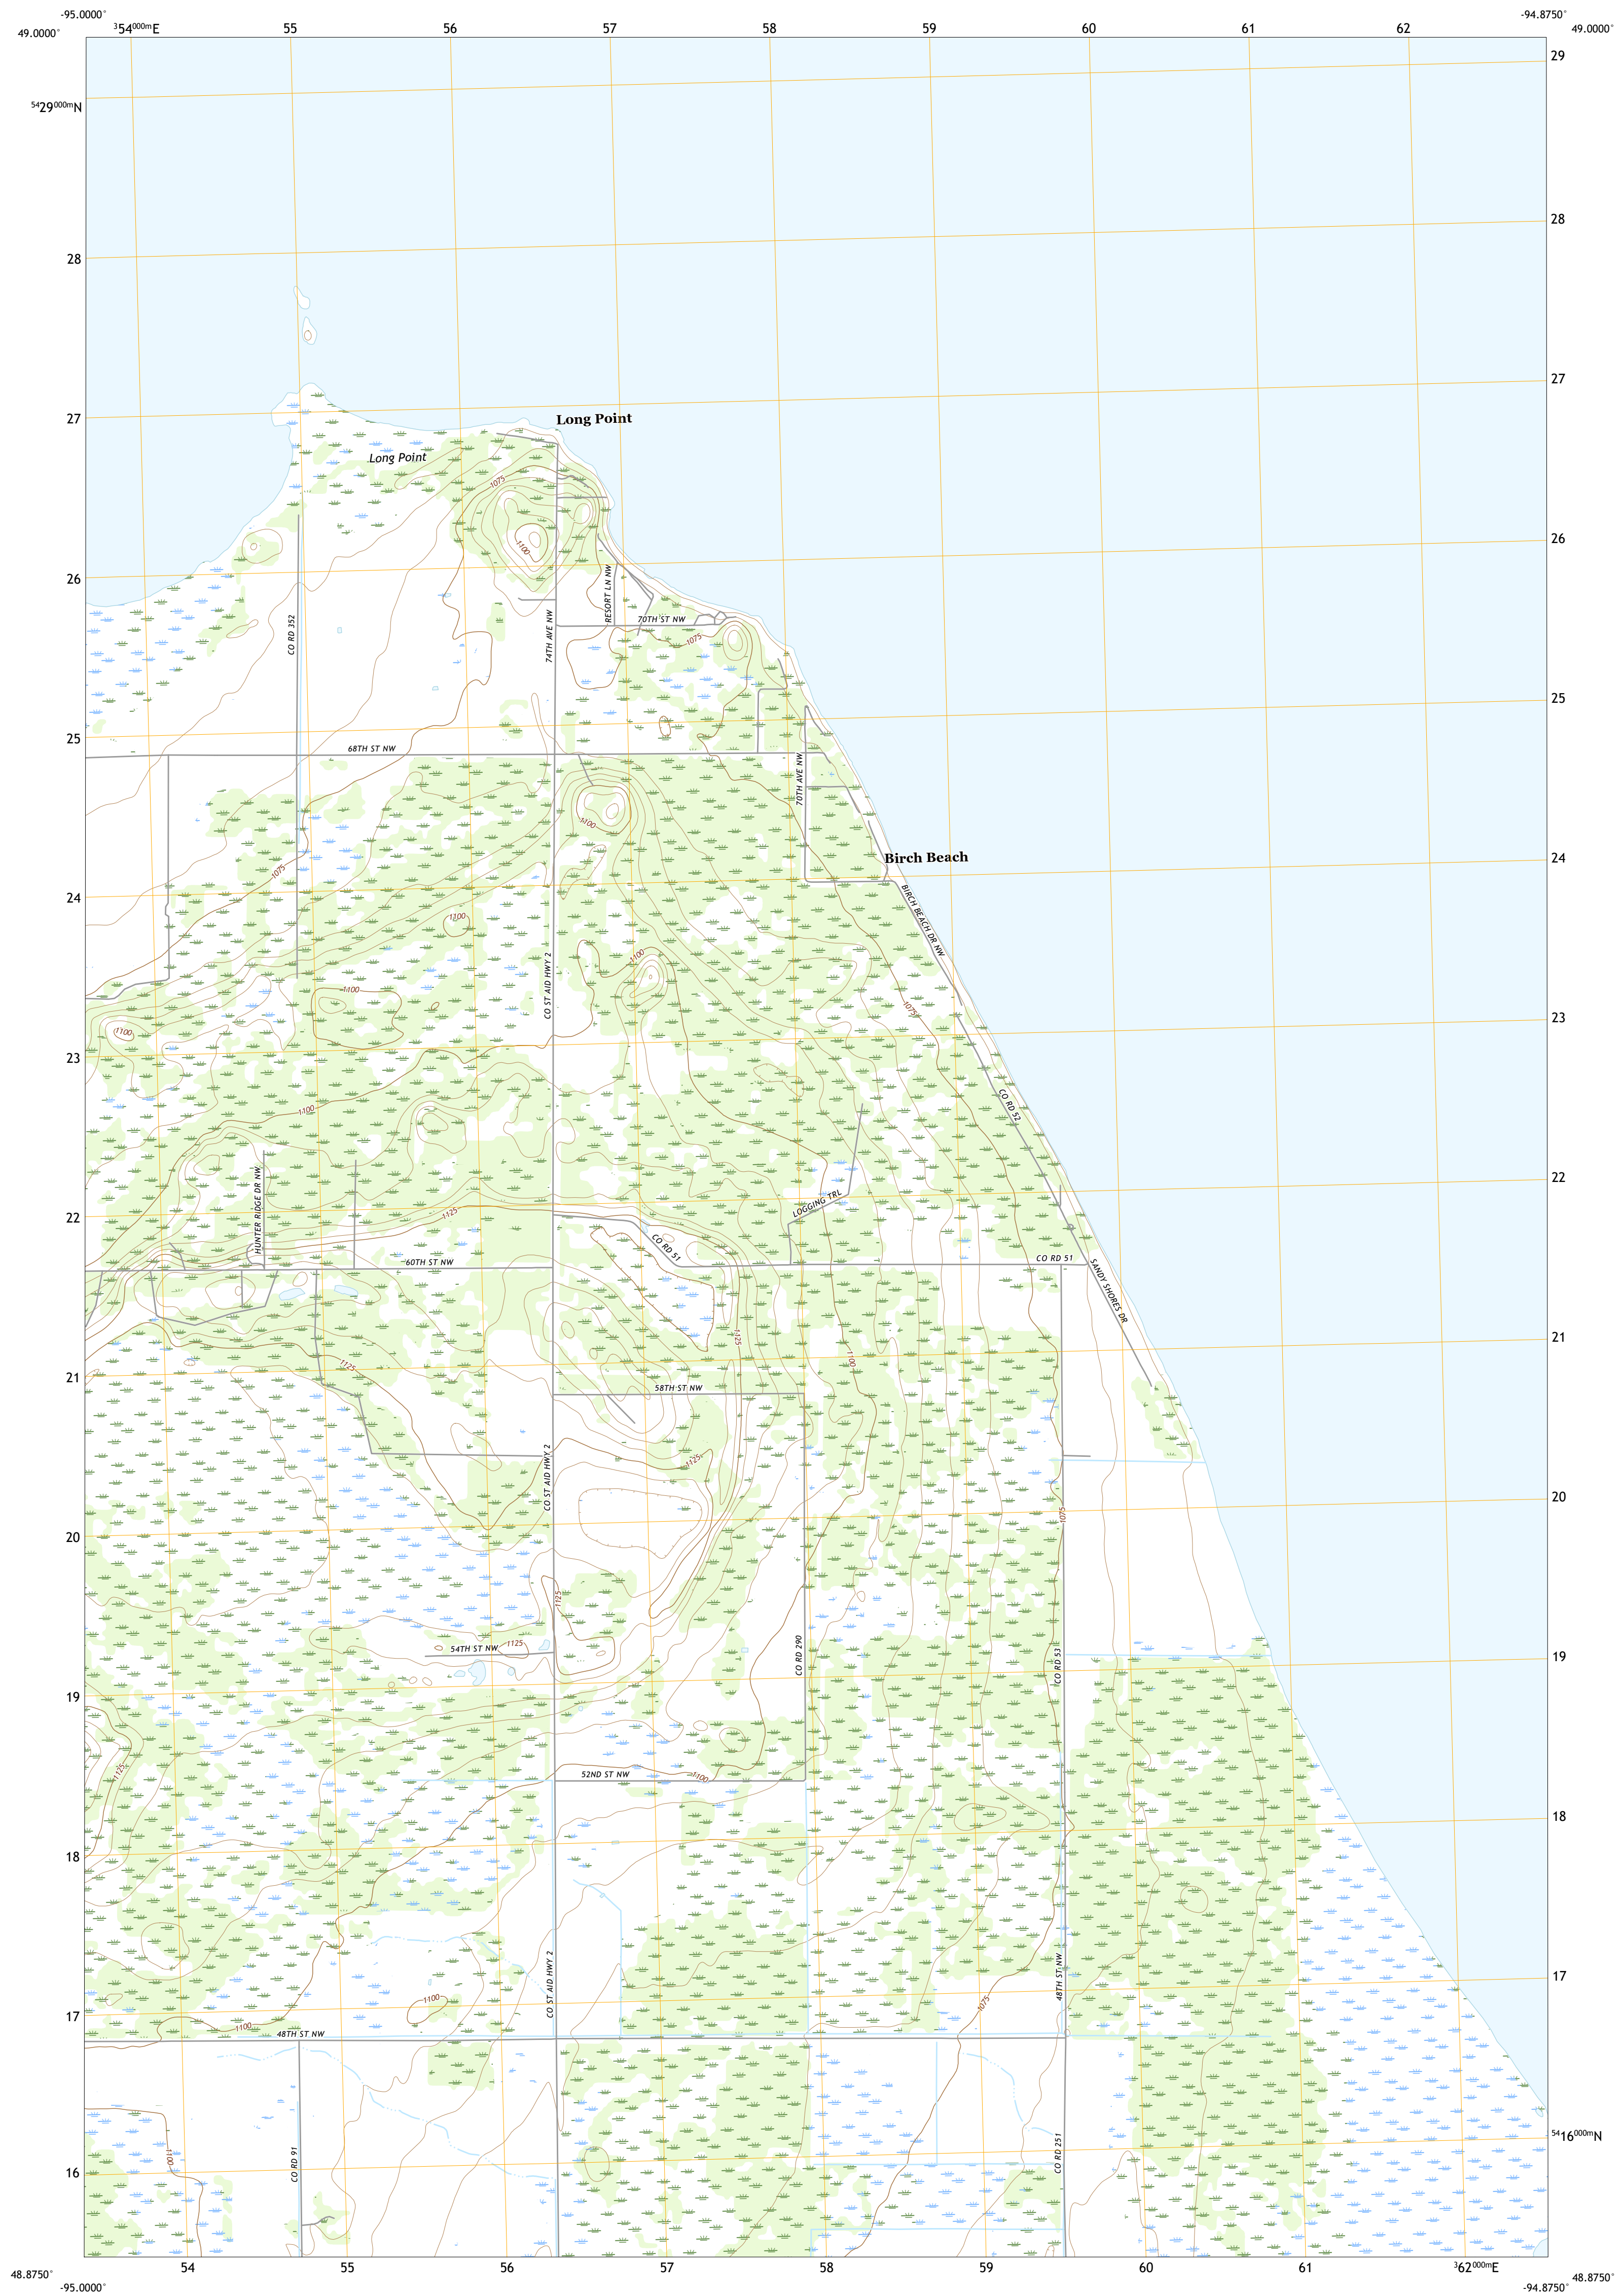 -95.0000°
-94.8750°
49.0000°
³54⁰⁰⁰ᵐE
55
56
57
58
59
60
61
62
49.0000°
29
⁵⁴29⁰⁰⁰ᵐN
28
28
27
27
Long Point
Long Point
1075
26
1100
26
RESORT LN NW
CO RD 352
74TH AVE NW
70TH ST NW
1075
25
25
68TH ST NW
70TH AVE NW
1100
Birch Beach
24
1075
24
1100
BIRCH BEACH DR NW
1100
CO ST AID HWY 2
1100
1075
23
1100
23
1100
CO RD 52
22
HUNTER RIDGE DR NW
LOGGING TRL
1125
22
CO RD 51
CO RD 51
60TH ST NW
SANDY SHORES DR
1125
21
1125
1100
21
58TH ST NW
1125
CO ST AID HWY 2
20
1075
20
1125
54TH ST NW
1125
CO RD 290
CO RD 53
19
19
1125
52ND ST NW
1100
18
18
CO ST AID HWY 2
48TH ST NW
17
1100
1075
17
1100
48TH ST NW
⁵⁴16⁰⁰⁰ᵐN
1100
CO RD 91
CO RD 251
16
48.8750°
54
55
56
57
58
59
60
61
³62⁰⁰⁰ᵐE
48.8750°
-95.0000°
-94.8750°